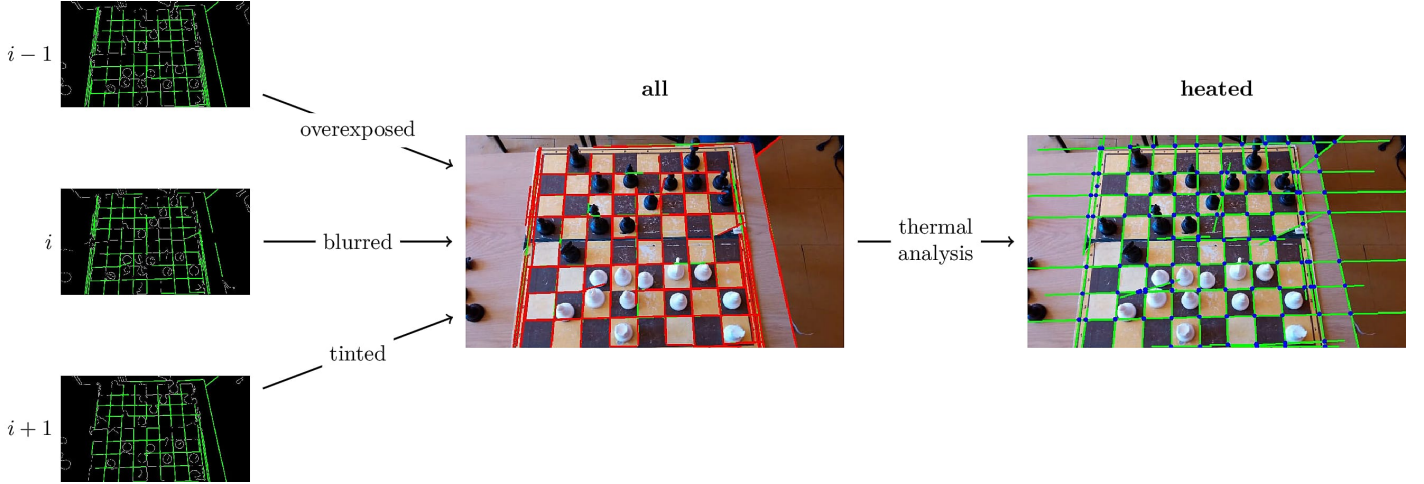 i − 1
overexposed
all
heated
i
blurred
thermal
analysis
tinted
i + 1